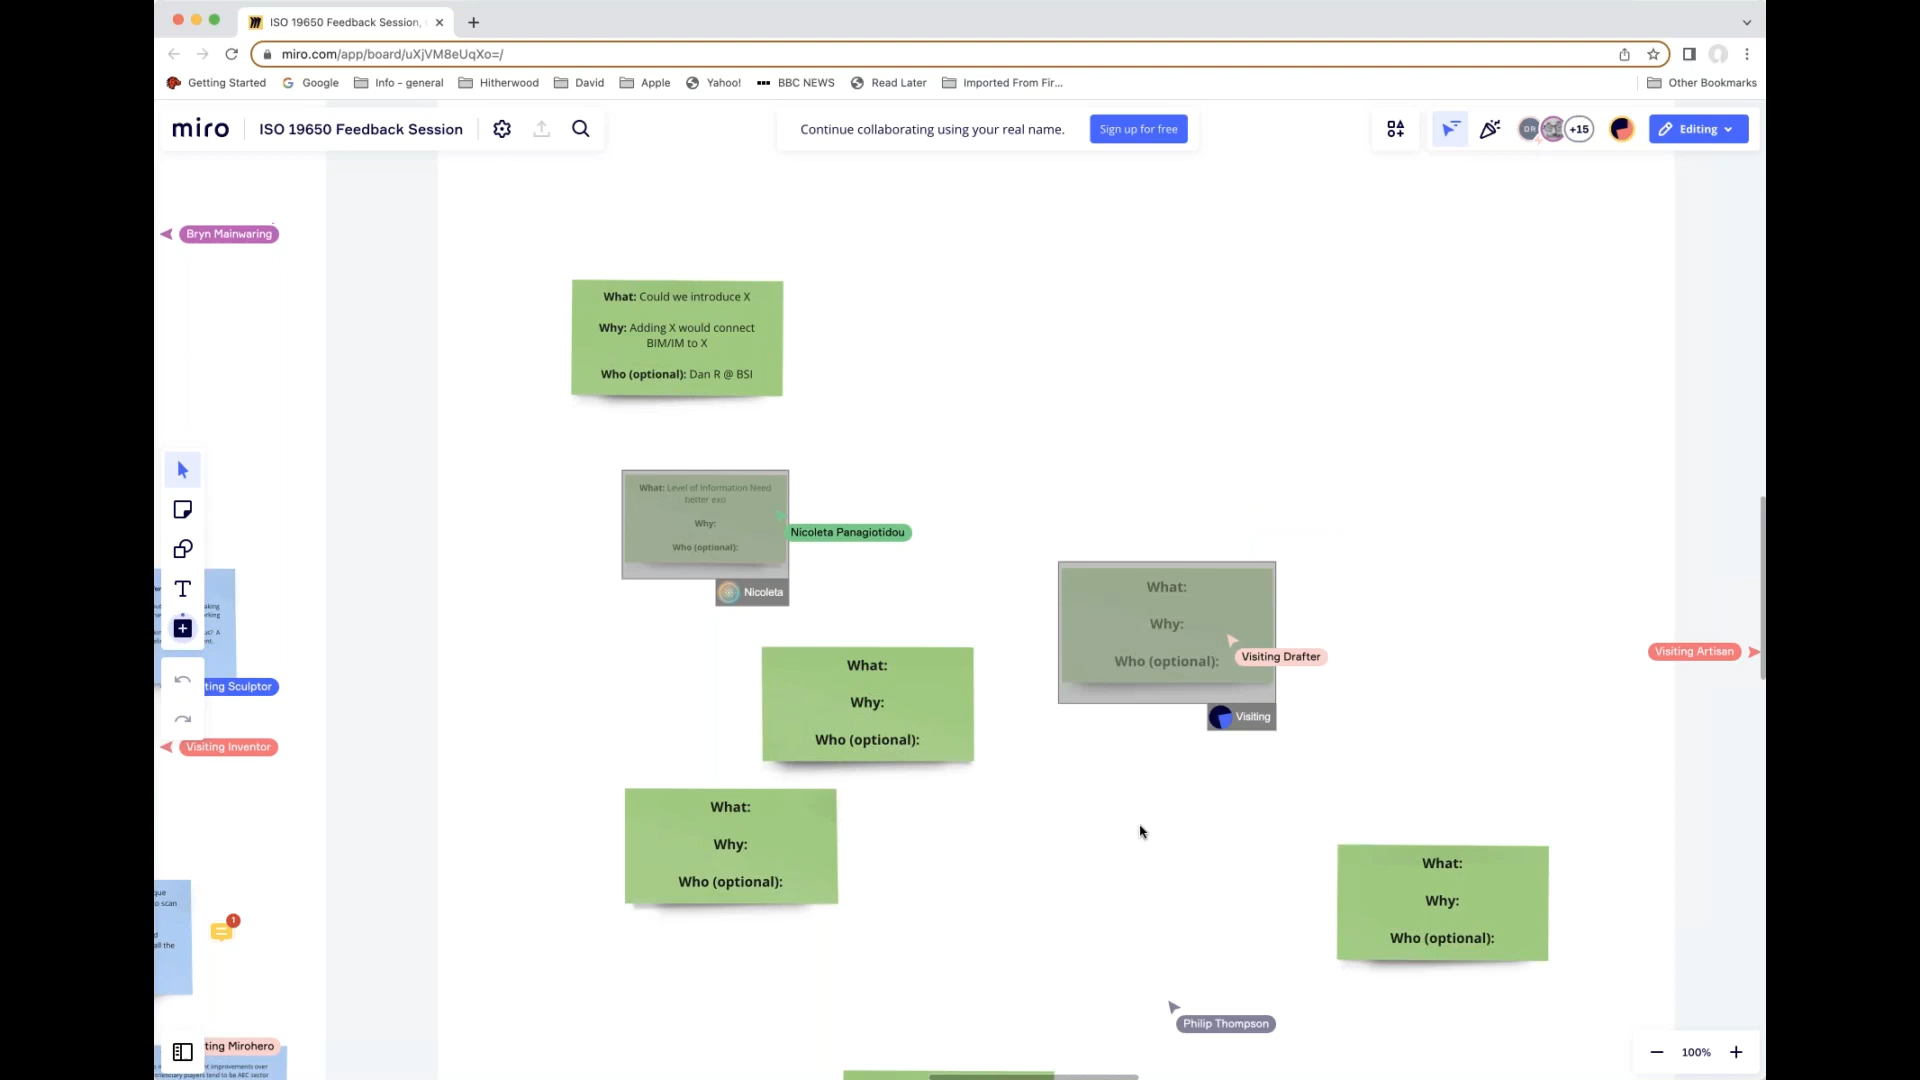 ISO 19650 Feedback Session,
miro.com/app/board/uXjVM8eUqXo=/
Getting Started
Google
Info - general
Hitherwood
David
Apple
Yahoo!
BBC NEWS
Read Later
Imported From Fir...
Other Bookmarks
miro
ISO 19650 Feedback Session
Continue collaborating using your real name.
Sign up for free
DR
+15
Editing
Bryn Mainwaring
What: Could we introduce X
Why: Adding X would connect
BIM/IM to X
Who (optional): Dan R @ BSI
What: Level of Information Need
better exo
Why:
Who (optional):
Nicoleta Panagiotidou
Nicoleta
What:
Why:
Who (optional):
Visiting Drafter
Visiting
Visiting Artisan
What:
Why:
Who (optional):
ting Sculptor
Visiting Inventor
What:
Why:
Who (optional):
What:
Why:
Who (optional):
1
Philip Thompson
ting Mirohero
100%